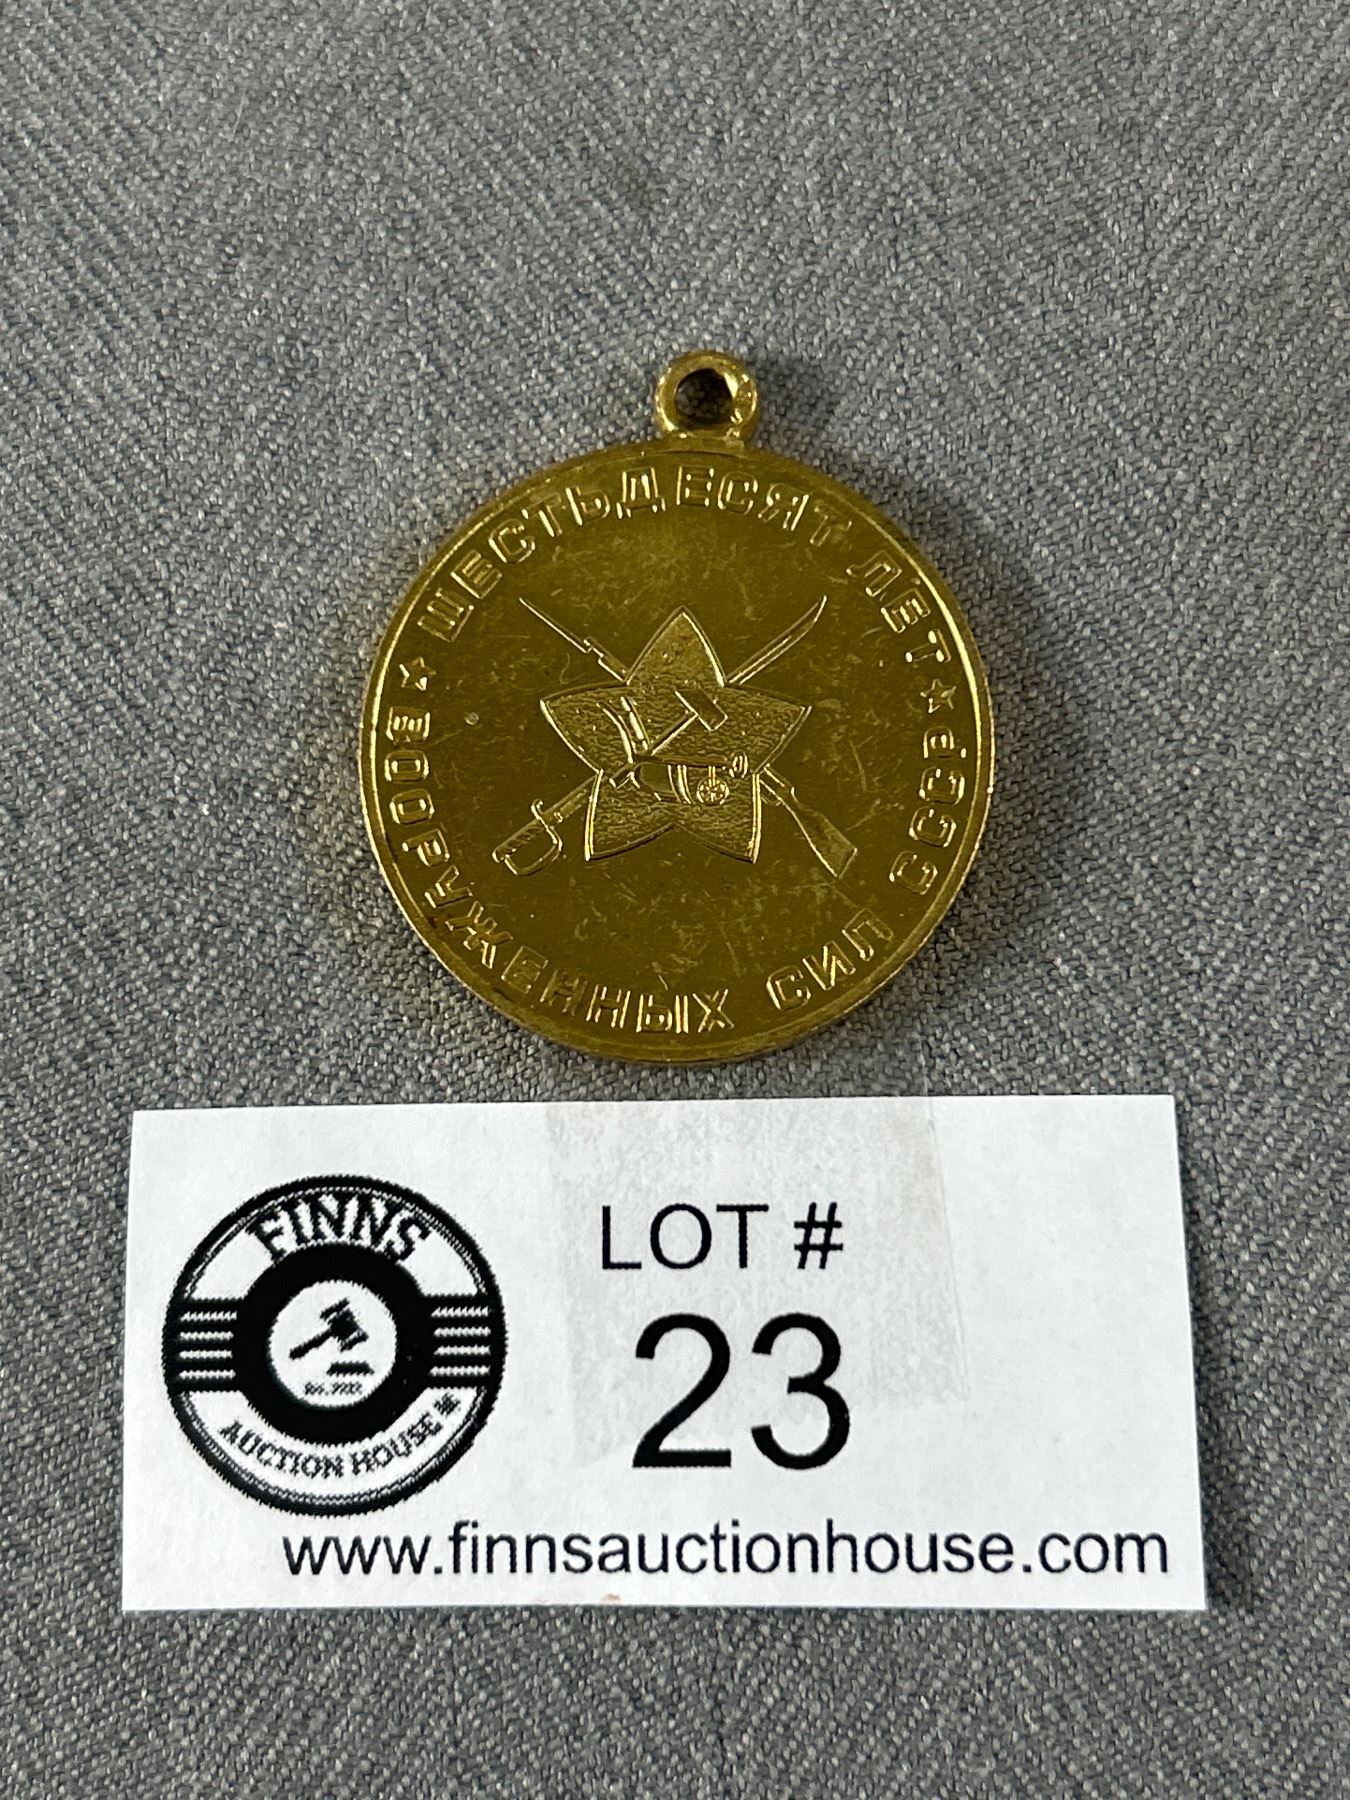 ШЕСТЬДЕСЯТ ЛЕТ
ВООРУЖЕННЫХ СИЛ СССР
FINNS
AUCTION HOUSE
LOT #
23
www.finnsauctionhouse.com